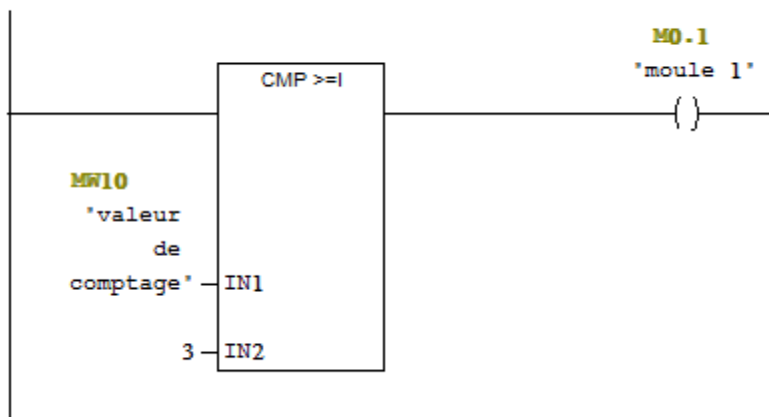 M0.1
"moule 1"
CMP >=I
MW10
"valeur
de
comptage"
IN1
3
IN2